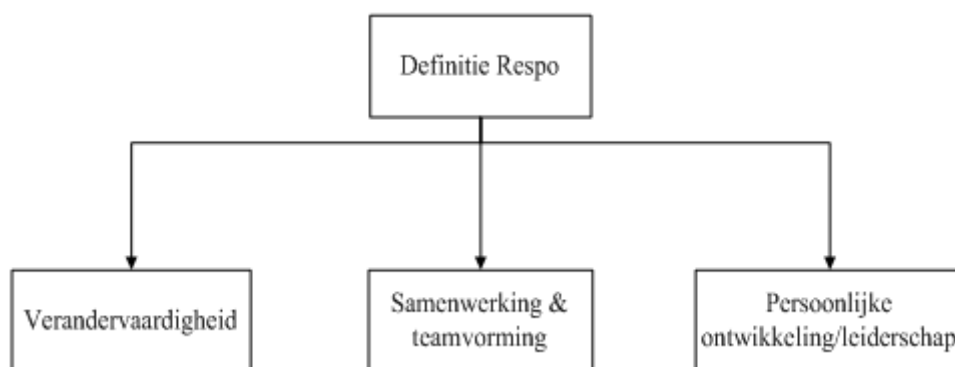 Definitie Respo
Verandervaardigheid
Samenwerking &
teamvorming
Persoonlijke
ontwikkeling/leiderschap